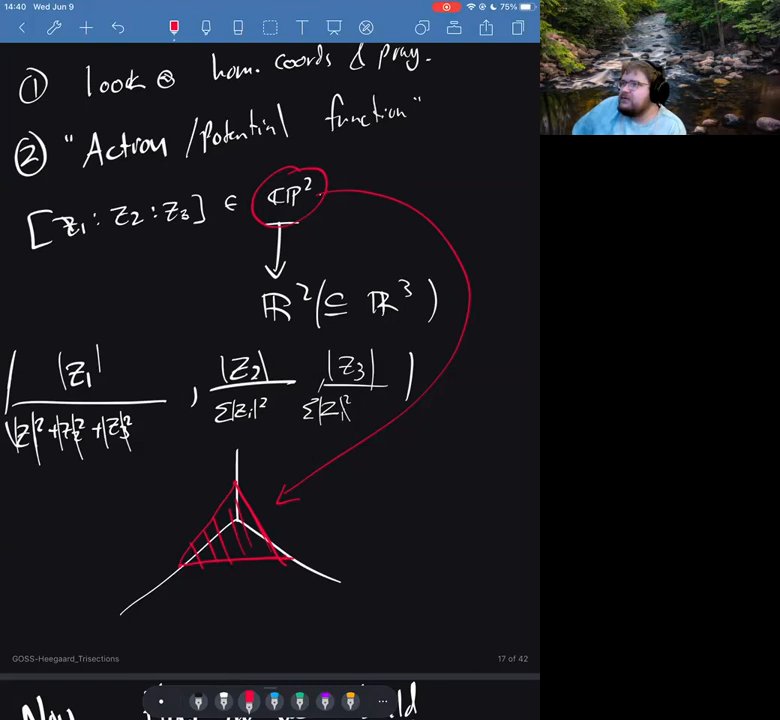 14:40 Wed Jun 9
75%
① look @ hom. coords & proj.
② "Action/potential function"
[z₁ : z₂ : z₃] ∈ ℂℙ²
ℝ² (⊆ ℝ³)
( |z₁| / |z₁|²+|z₂|²+|z₃|² , |z₂| / Σ|zᵢ|² |z₃| / Σ|zᵢ|² )
GOSS-Heegaard_Trisections
17 of 42
Now